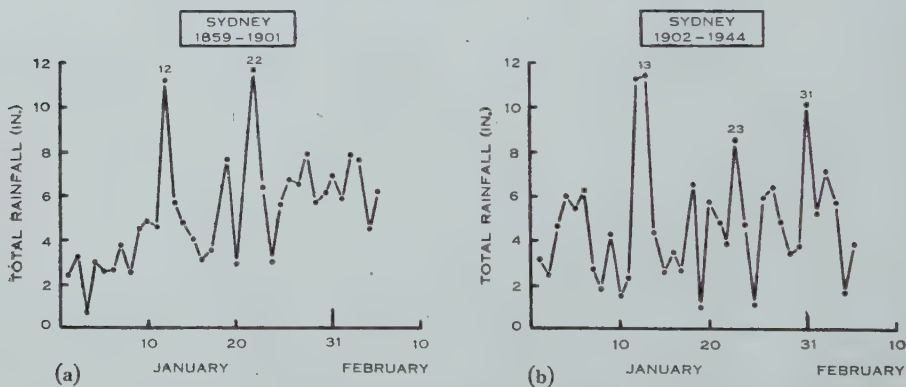 SYDNEY
1859–1901
TOTAL RAINFALL (IN.)
12
10
8
6
4
2
0
12
22
10
20
31
10
JANUARY
FEBRUARY
(a)
SYDNEY
1902–1944
TOTAL RAINFALL (IN.)
12
10
8
6
4
2
0
13
23
31
10
20
31
10
JANUARY
FEBRUARY
(b)